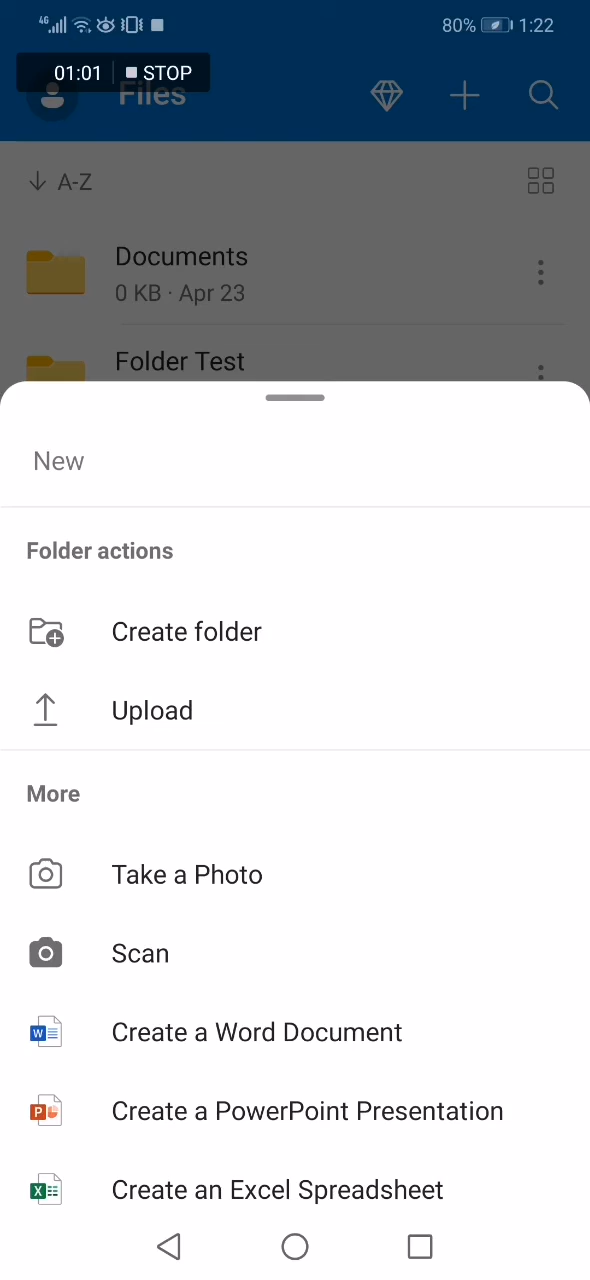 4G 80% 1:22
01:01 STOP
Files
A-Z
Documents
0 KB · Apr 23
Folder Test
New
Folder actions
Create folder
Upload
More
Take a Photo
Scan
W Create a Word Document
P Create a PowerPoint Presentation
X Create an Excel Spreadsheet